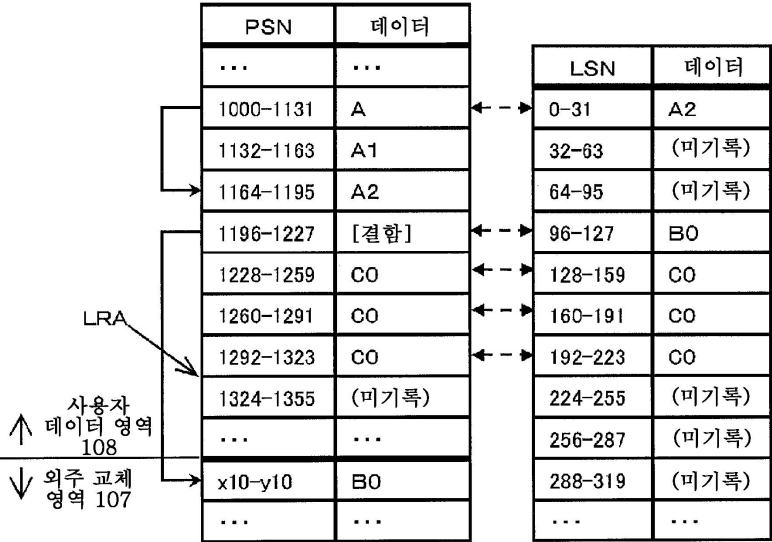 PSN 데이터
... ...
1000-1131 A
1132-1163 A1
1164-1195 A2
1196-1227 [결함]
1228-1259 C0
1260-1291 C0
1292-1323 C0
1324-1355 (미기록)
... ...
x10-y10 B0
... ...
LSN 데이터
0-31 A2
32-63 (미기록)
64-95 (미기록)
96-127 B0
128-159 C0
160-191 C0
192-223 C0
224-255 (미기록)
256-287 (미기록)
288-319 (미기록)
... ...
LRA
사용자
데이터 영역
108
외주 교체
영역 107